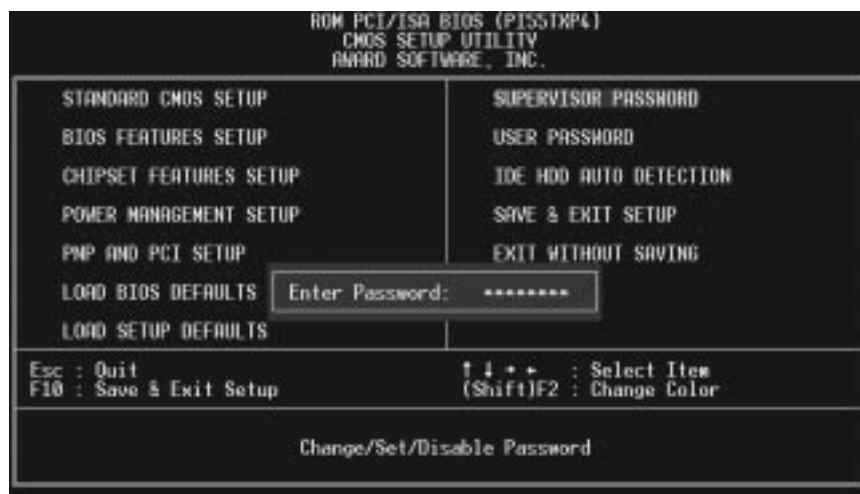 ROM PCI/ISA BIOS (PI55TXP4)
CMOS SETUP UTILITY
AWARD SOFTWARE, INC.
STANDARD CMOS SETUP
BIOS FEATURES SETUP
CHIPSET FEATURES SETUP
POWER MANAGEMENT SETUP
PNP AND PCI SETUP
LOAD BIOS DEFAULTS
LOAD SETUP DEFAULTS
SUPERVISOR PASSWORD
USER PASSWORD
IDE HDD AUTO DETECTION
SAVE & EXIT SETUP
EXIT WITHOUT SAVING
Enter Password: ********
Esc : Quit
F10 : Save & Exit Setup
↑ ↓ → ← : Select Item
(Shift)F2 : Change Color
Change/Set/Disable Password